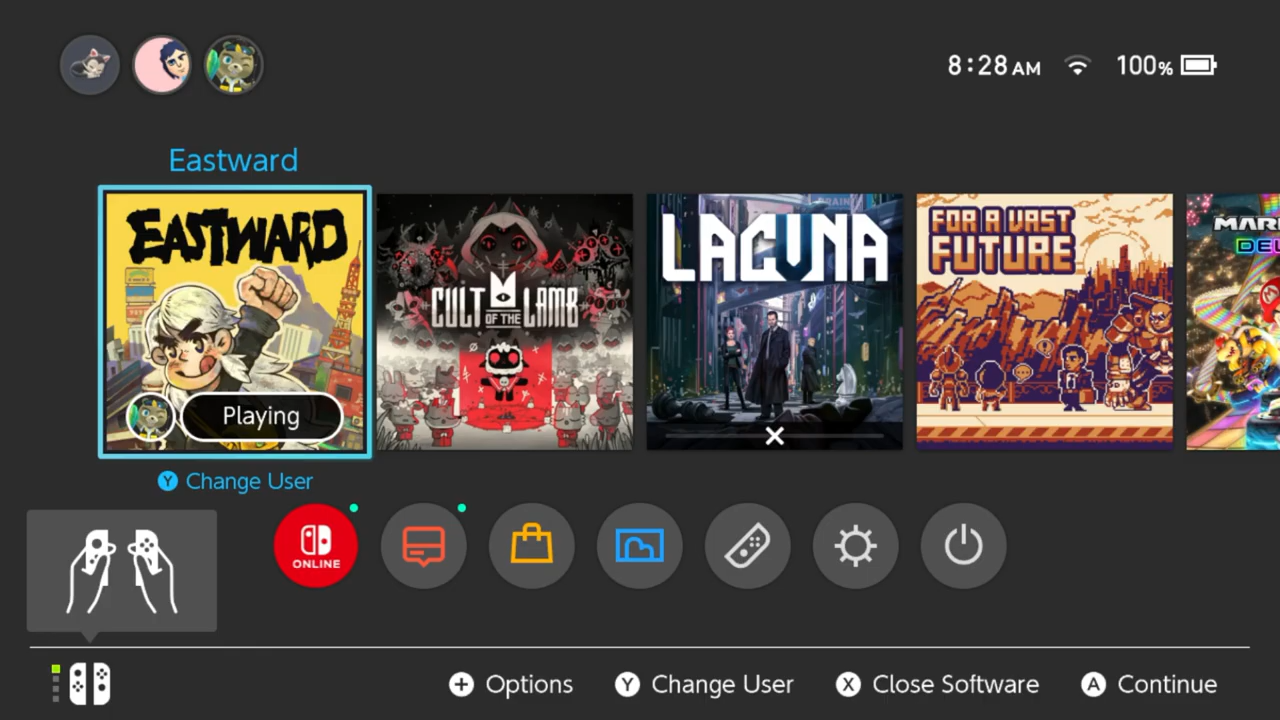 8:28 AM
100%
Eastward
EASTWARD
Playing
CULT OF THE LAMB
LACUNA
FOR A VAST
FUTURE
Y Change User
ONLINE
+ Options
Y Change User
X Close Software
A Continue